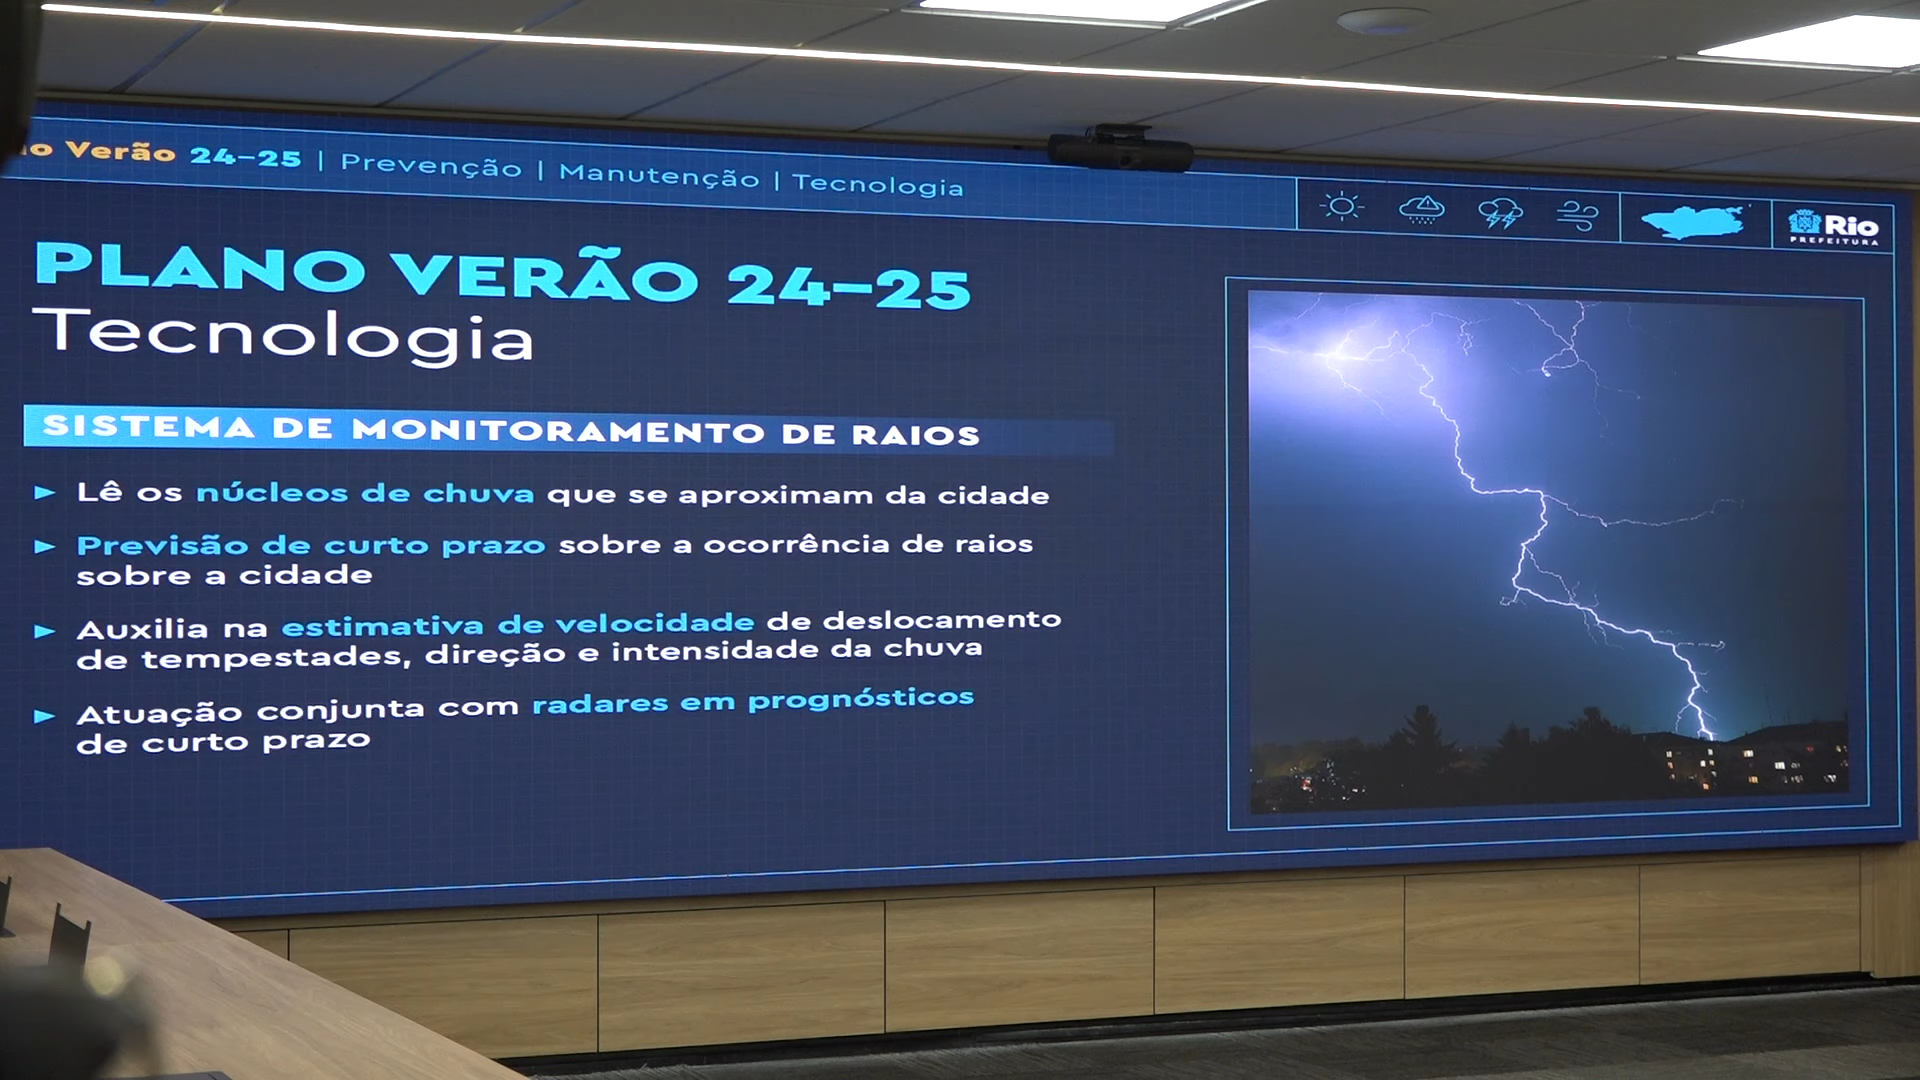 o Verão 24-25 | Prevenção | Manutenção | Tecnologia
Rio
PREFEITURA
PLANO VERÃO 24-25
Tecnologia
SISTEMA DE MONITORAMENTO DE RAIOS
► Lê os núcleos de chuva que se aproximam da cidade
► Previsão de curto prazo sobre a ocorrência de raios
sobre a cidade
► Auxilia na estimativa de velocidade de deslocamento
de tempestades, direção e intensidade da chuva
► Atuação conjunta com radares em prognósticos
de curto prazo